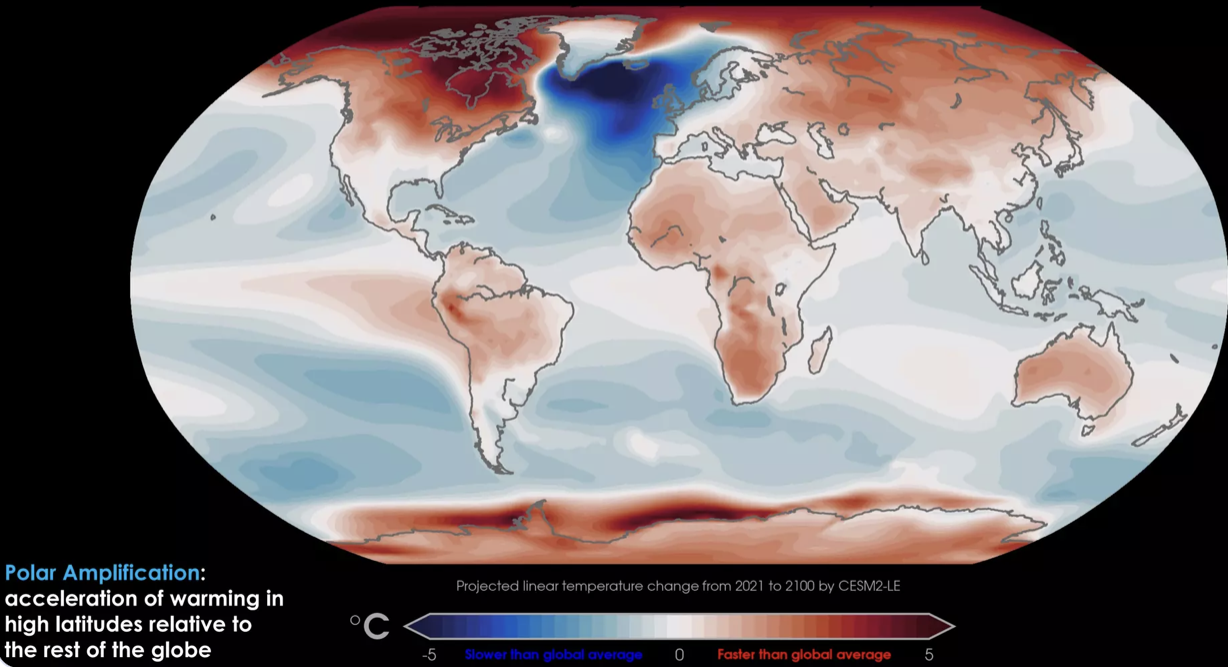 Polar Amplification:
acceleration of warming in
high latitudes relative to
the rest of the globe
Projected linear temperature change from 2021 to 2100 by CESM2-LE
°C
-5 Slower than global average 0 Faster than global average 5